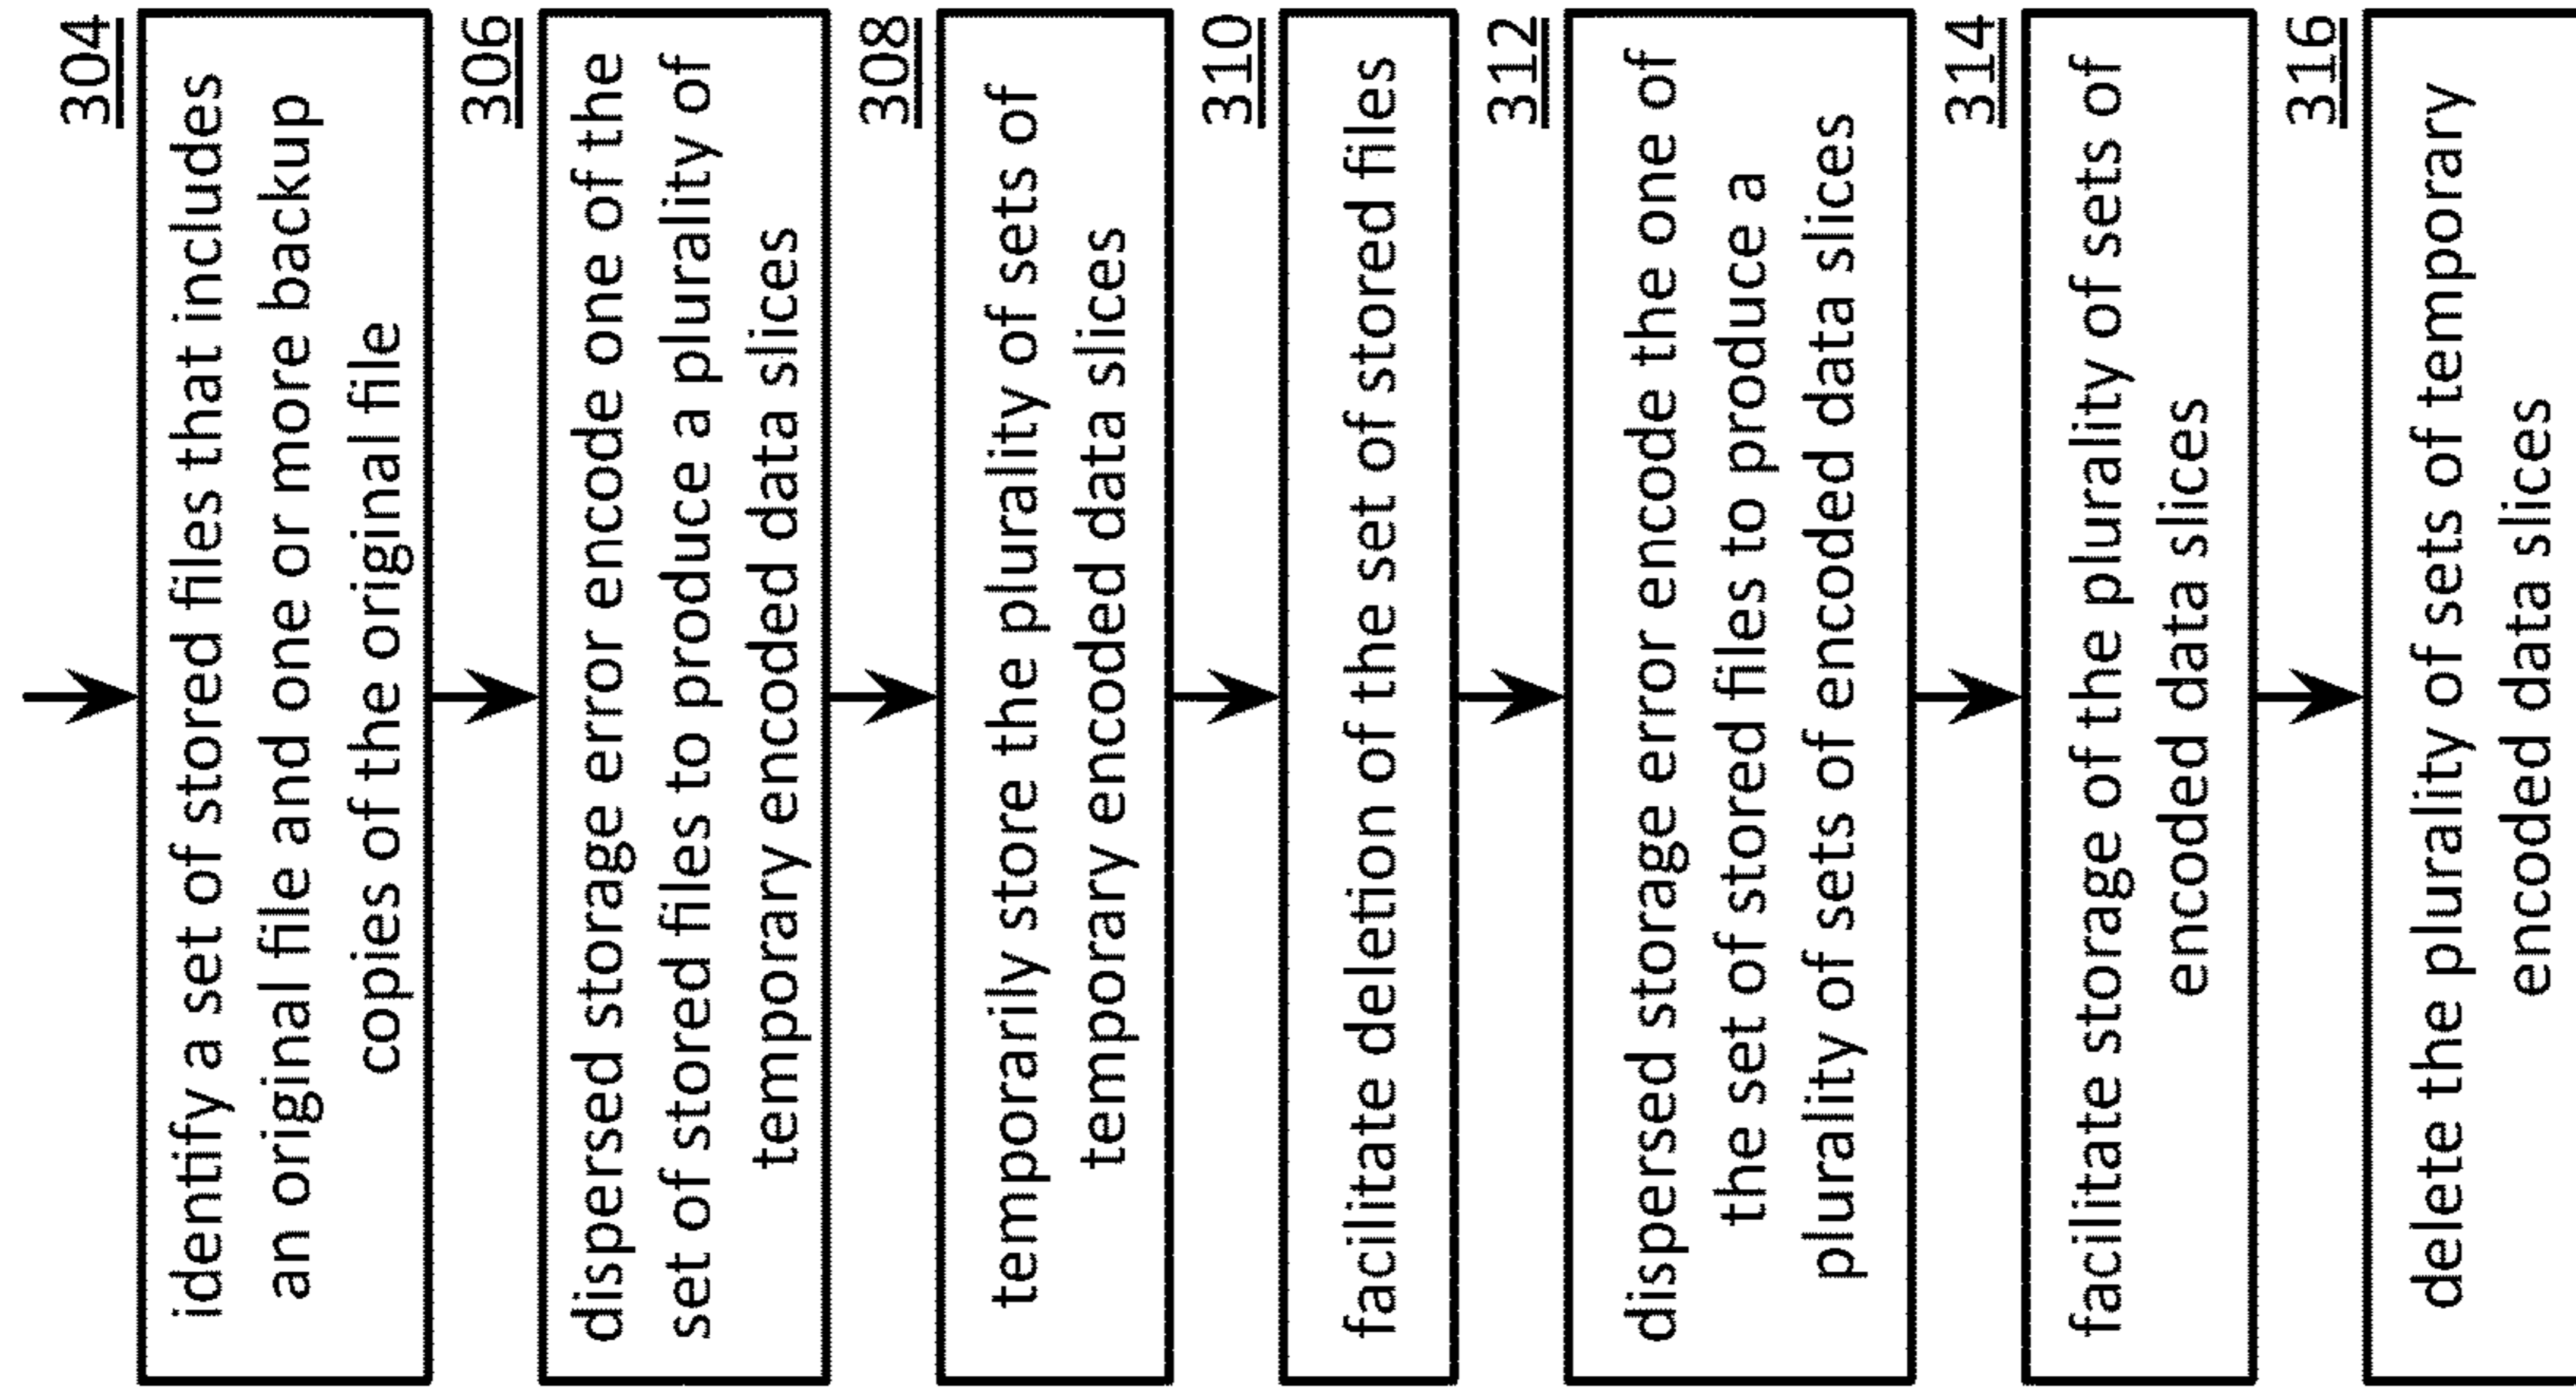 304
identify a set of stored files that includes
an original file and one or more backup
copies of the original file
306
dispersed storage error encode one of the
set of stored files to produce a plurality of
temporary encoded data slices
308
temporarily store the plurality of sets of
temporary encoded data slices
310
facilitate deletion of the set of stored files
312
dispersed storage error encode the one of
the set of stored files to produce a
plurality of sets of encoded data slices
314
facilitate storage of the plurality of sets of
encoded data slices
316
delete the plurality of sets of temporary
encoded data slices